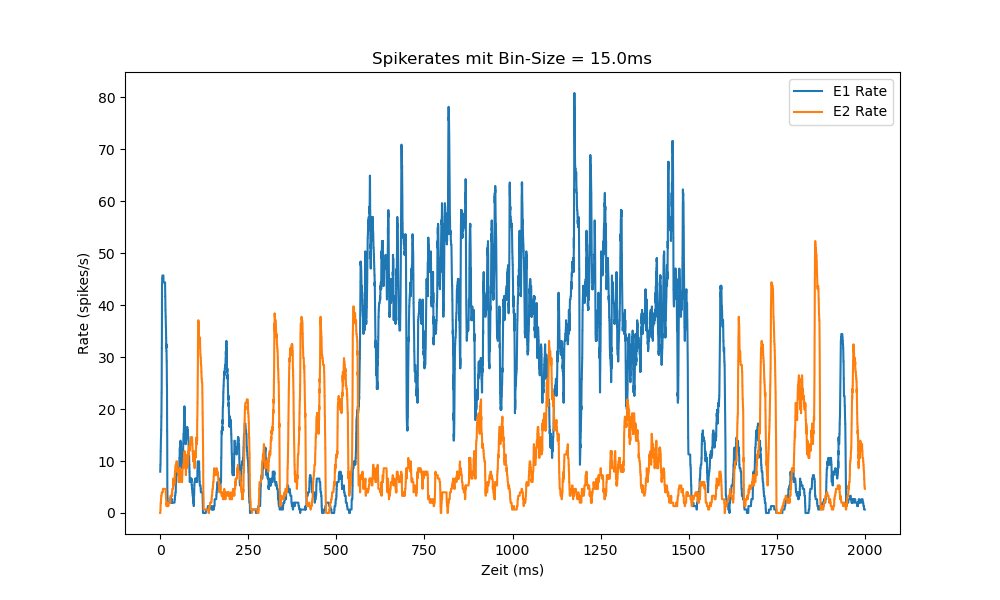 Spikerates mit Bin-Size = 15.0ms
E1 Rate
E2 Rate
Rate (spikes/s)
80
70
60
50
40
30
20
10
0
0 250 500 750 1000 1250 1500 1750 2000
Zeit (ms)